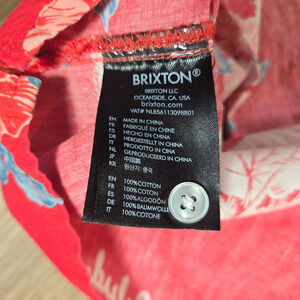 BRIXTON®
BRIXTON LLC
OCEANSIDE, CA. USA
brixton.com
VAT# NL856113098B01
EN MADE IN CHINA
FR FABRIQUÉ EN CHINE
ES HECHO EN CHINA
DE IN CHINA
IT PRODOTTO IN CINA
NL GEPRODUCEERD IN CHINA
JP 中国製
KR 원산지: 중국
EN 100%COTTON
FR 100%COTON
ES 100%ALGODÓN
DE 100%BAUMWOLLE
IT 100%COTONE